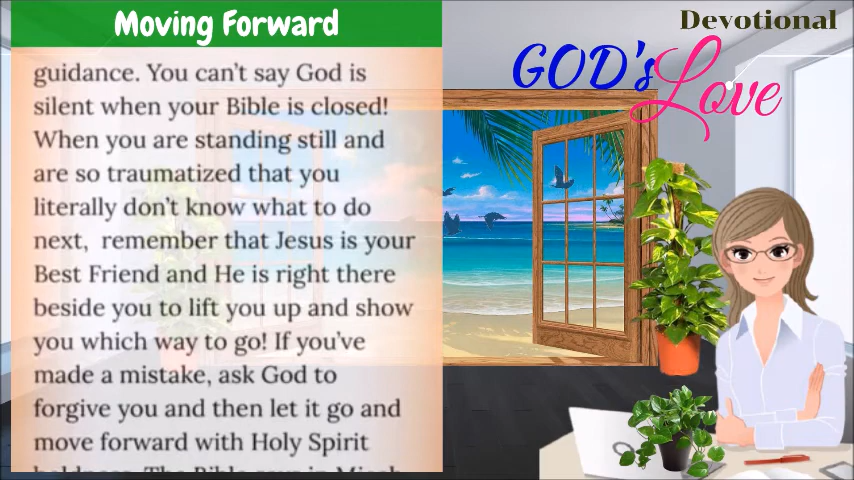 Moving Forward
Devotional
GOD's Love
guidance. You can't say God is
silent when your Bible is closed!
When you are standing still and
are so traumatized that you
literally don't know what to do
next, remember that Jesus is your
Best Friend and He is right there
beside you to lift you up and show
you which way to go! If you've
made a mistake, ask God to
forgive you and then let it go and
move forward with Holy Spirit